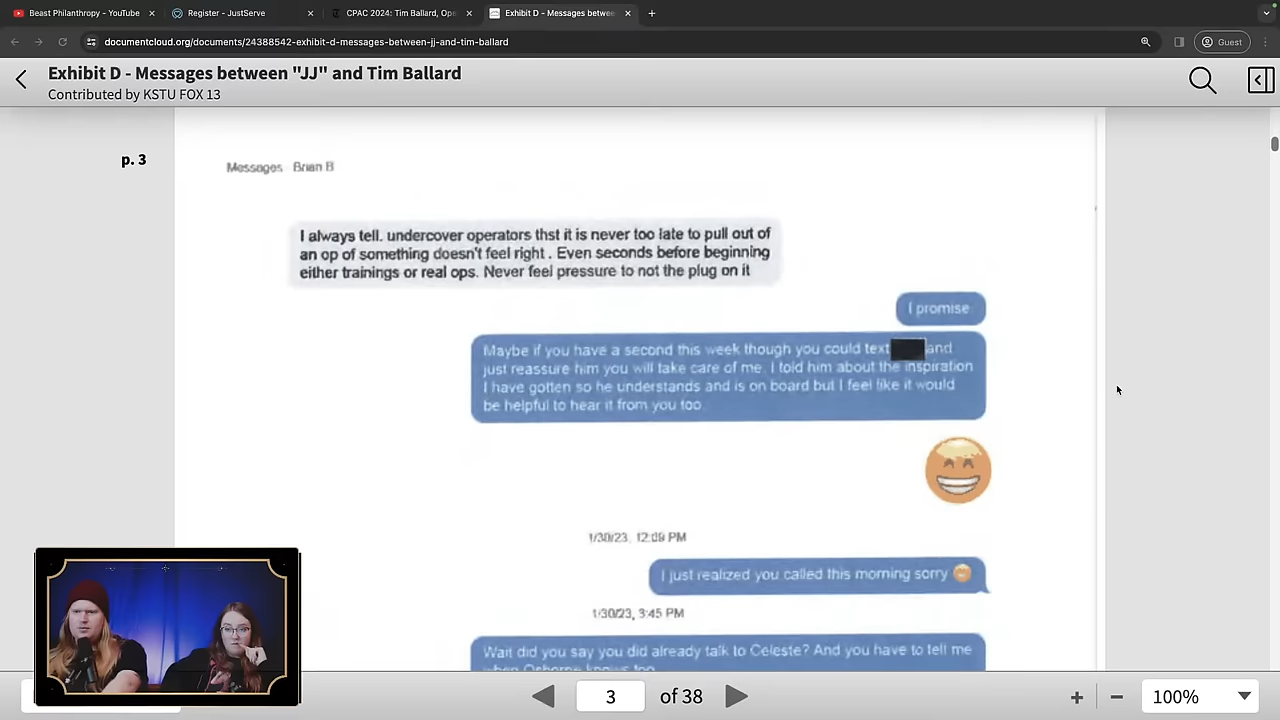 Beast Philanthropy - YouTube
Register - JustServe
CPAC 2024: Tim Ballard, Ope
Exhibit D - Messages betwee
documentcloud.org/documents/24388542-exhibit-d-messages-between-jj-and-tim-ballard
Guest
Exhibit D - Messages between "JJ" and Tim Ballard
Contributed by KSTU FOX 13
p. 3
Messages Brian B
I always tell. undercover operators thst it is never too late to pull out of
an op of something doesn't feel right . Even seconds before beginning
either trainings or real ops. Never feel pressure to not the plug on it
I promise
Maybe if you have a second this week though you could text and
just reassure him you will take care of me. I told him about the inspiration
I have gotten so he understands and is on board but I feel like it would
be helpful to hear it from you too.
1/30/23, 12:09 PM
I just realized you called this morning sorry
1/30/23, 3:45 PM
Wait did you say you did already talk to Celeste? And you have to tell me
when Osborne knows too
3 of 38
100%